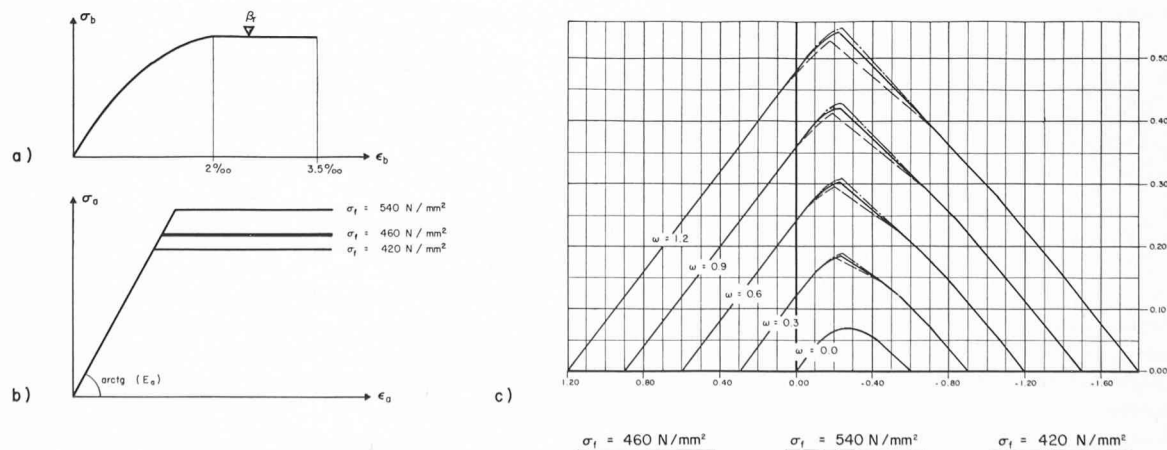 a)
σb
βr
εb
2‰
3.5‰
b)
σa
σf = 540 N / mm²
σf = 460 N / mm²
σf = 420 N / mm²
arctg (Ea)
εa
c)
0.50
0.40
0.30
0.20
0.10
0.00
ω = 1.2
ω = 0.9
ω = 0.6
ω = 0.3
ω = 0.0
1.20
0.80
0.40
0.00
-0.40
-0.80
-1.20
-1.60
σf = 460 N/mm²
σf = 540 N/mm²
σf = 420 N/mm²